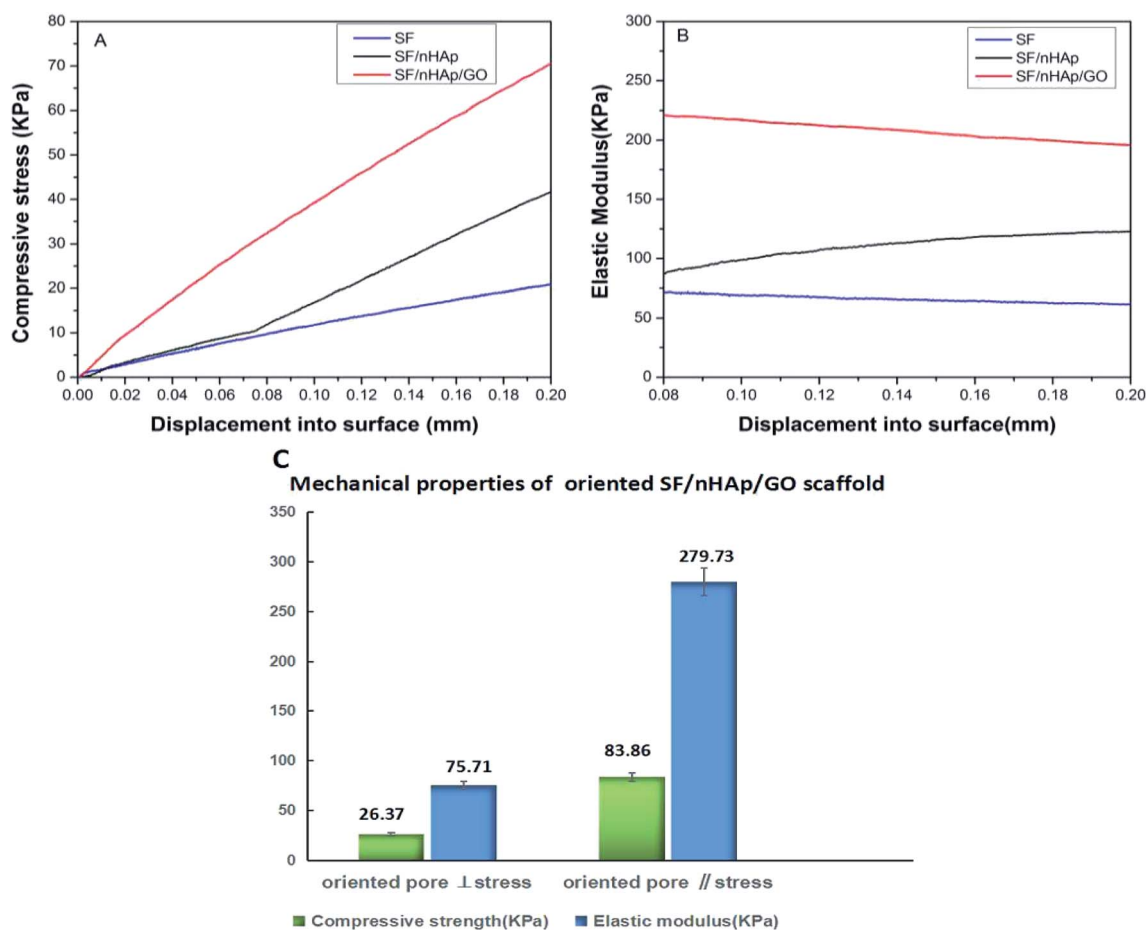 A
SF
SF/nHAp
SF/nHAp/GO
Compressive stress (KPa)
80
70
60
50
40
30
20
10
0
0.00 0.02 0.04 0.06 0.08 0.10 0.12 0.14 0.16 0.18 0.20
Displacement into surface (mm)
B
SF
SF/nHAp
SF/nHAp/GO
Elastic Modulus(KPa)
300
250
200
150
100
50
0
0.08 0.10 0.12 0.14 0.16 0.18 0.20
Displacement into surface(mm)
C
Mechanical properties of oriented SF/nHAp/GO scaffold
350
300
250
200
150
100
50
0
26.37
75.71
83.86
279.73
oriented pore ⊥stress oriented pore // stress
Compressive strength(KPa) Elastic modulus(KPa)